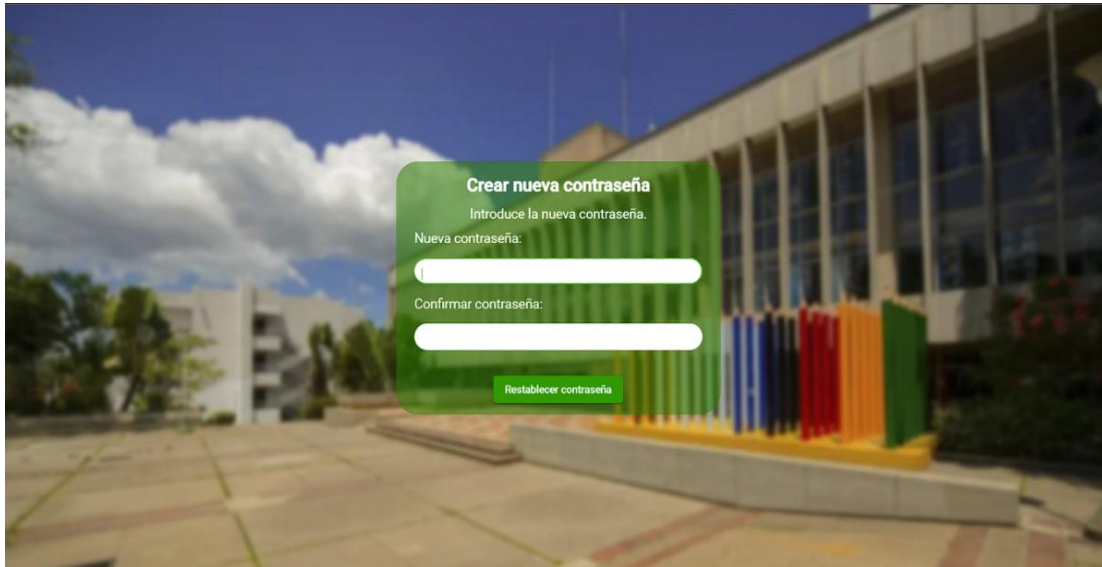 Crear nueva contraseña
Introduce la nueva contraseña.
Nueva contraseña:
Confirmar contraseña:
Restablecer contraseña